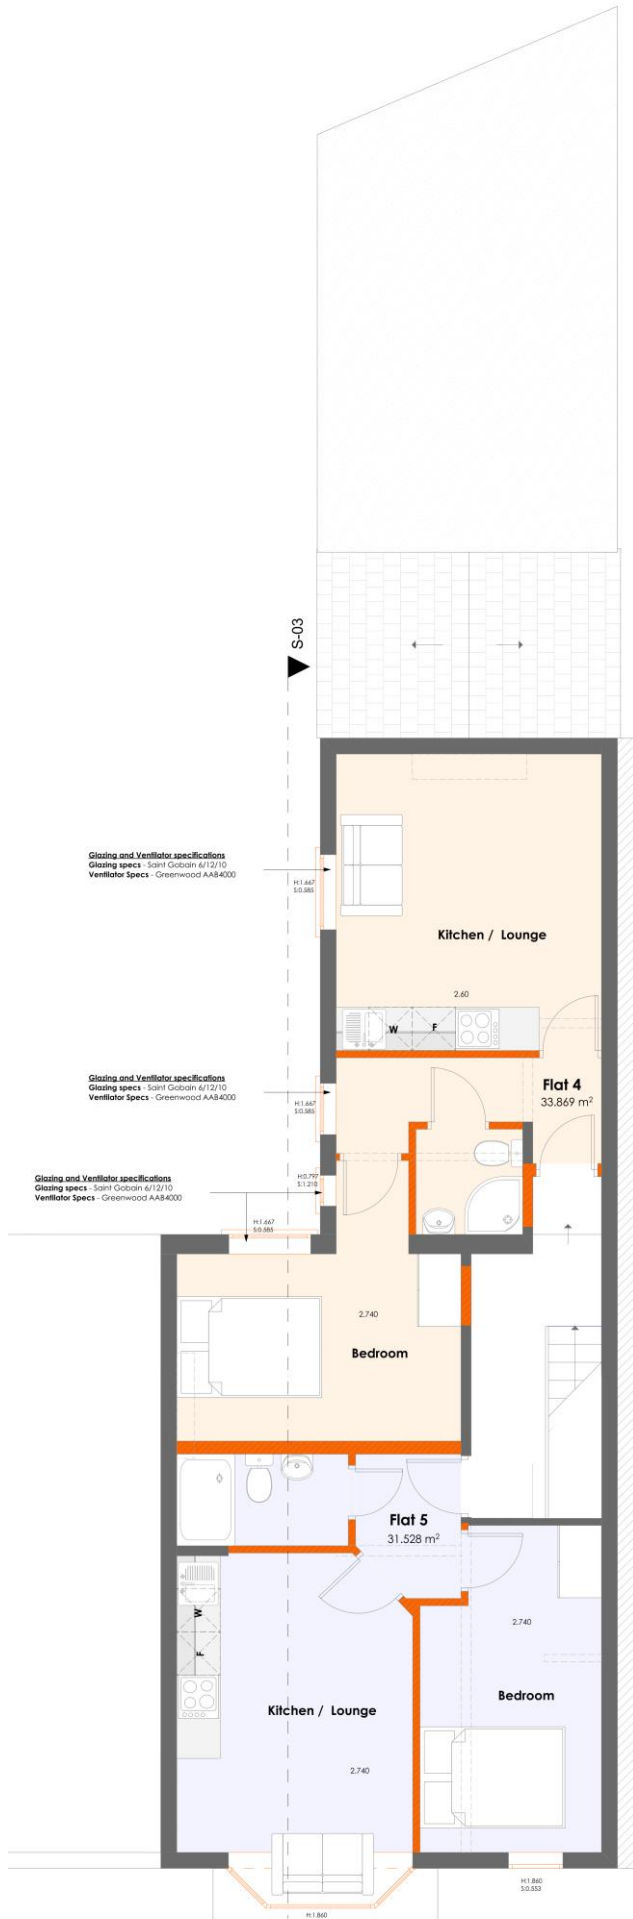 S-03
Glazing and Ventilator specifications
Glazing specs - Saint Gobain 6/12/10
Ventilator Specs - Greenwood AAB4000
H:1.667
S:0.585
Kitchen / Lounge
2.60
W
F
Glazing and Ventilator specifications
Glazing specs - Saint Gobain 6/12/10
Ventilator Specs - Greenwood AAB4000
H:1.667
S:0.585
Flat 4
33.869 m²
Glazing and Ventilator specifications
Glazing specs - Saint Gobain 6/12/10
Ventilator Specs - Greenwood AAB4000
H:0.797
S:1.210
H:1.667
S:0.585
2.740
Bedroom
Flat 5
31.528 m²
W
F
2.740
Bedroom
Kitchen / Lounge
2.740
H:1.860
S:0.553
H:1.860